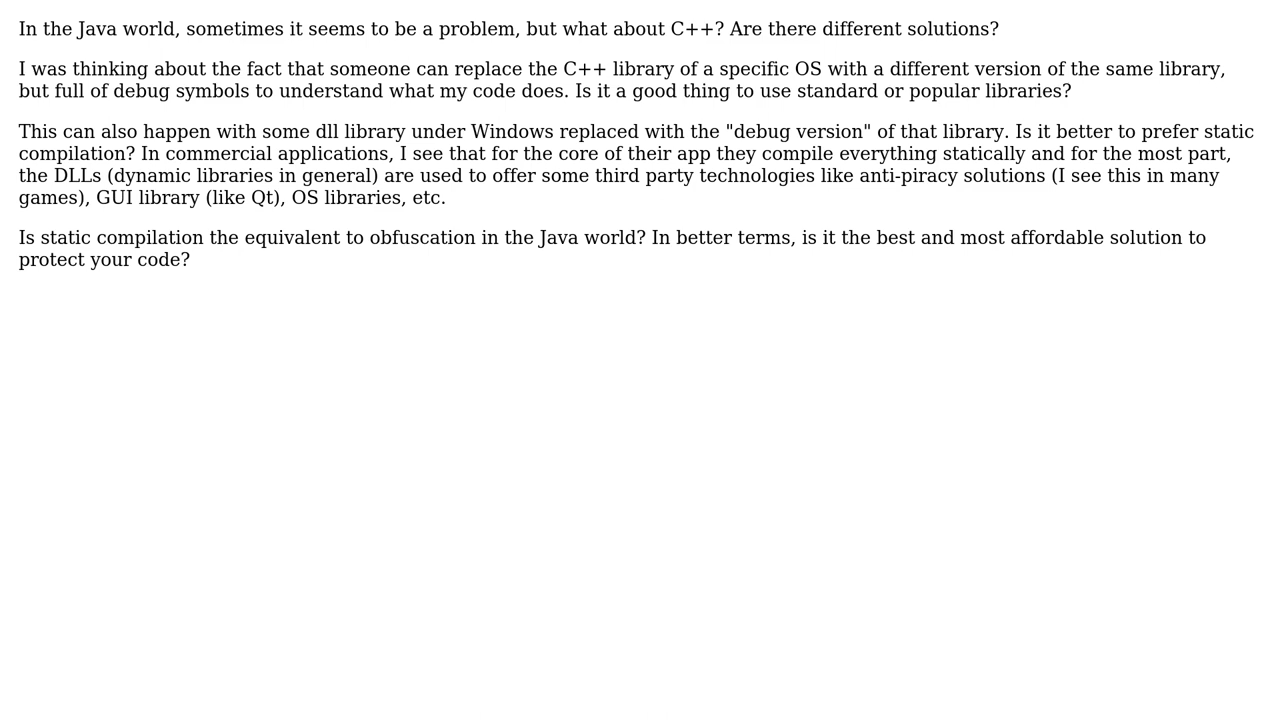 In the Java world, sometimes it seems to be a problem, but what about C++? Are there different solutions?
I was thinking about the fact that someone can replace the C++ library of a specific OS with a different version of the same library,
but full of debug symbols to understand what my code does. Is it a good thing to use standard or popular libraries?
This can also happen with some dll library under Windows replaced with the "debug version" of that library. Is it better to prefer static
compilation? In commercial applications, I see that for the core of their app they compile everything statically and for the most part,
the DLLs (dynamic libraries in general) are used to offer some third party technologies like anti-piracy solutions (I see this in many
games), GUI library (like Qt), OS libraries, etc.
Is static compilation the equivalent to obfuscation in the Java world? In better terms, is it the best and most affordable solution to
protect your code?